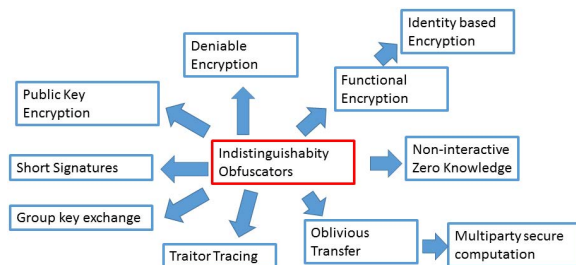 Identity based
Encryption
Deniable
Encryption
Functional
Encryption
Public Key
Encryption
Indistinguishabity
Obfuscators
Non-interactive
Zero Knowledge
Short Signatures
Group key exchange
Oblivious
Transfer
Multiparty secure
computation
Traitor Tracing